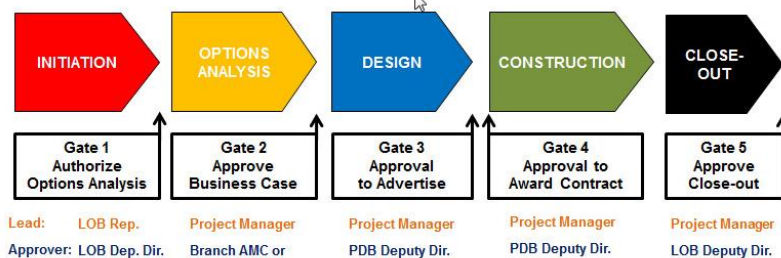 INITIATION
OPTIONS
ANALYSIS
DESIGN
CONSTRUCTION
CLOSE-
OUT
Gate 1
Authorize
Options Analysis
Gate 2
Approve
Business Case
Gate 3
Approval
to Advertise
Gate 4
Approval to
Award Contract
Gate 5
Approve
Close-out
Lead: LOB Rep. Project Manager Project Manager Project Manager Project Manager
Approver: LOB Dep. Dir. Branch AMC or PDB Deputy Dir. PDB Deputy Dir. LOB Deputy Dir.